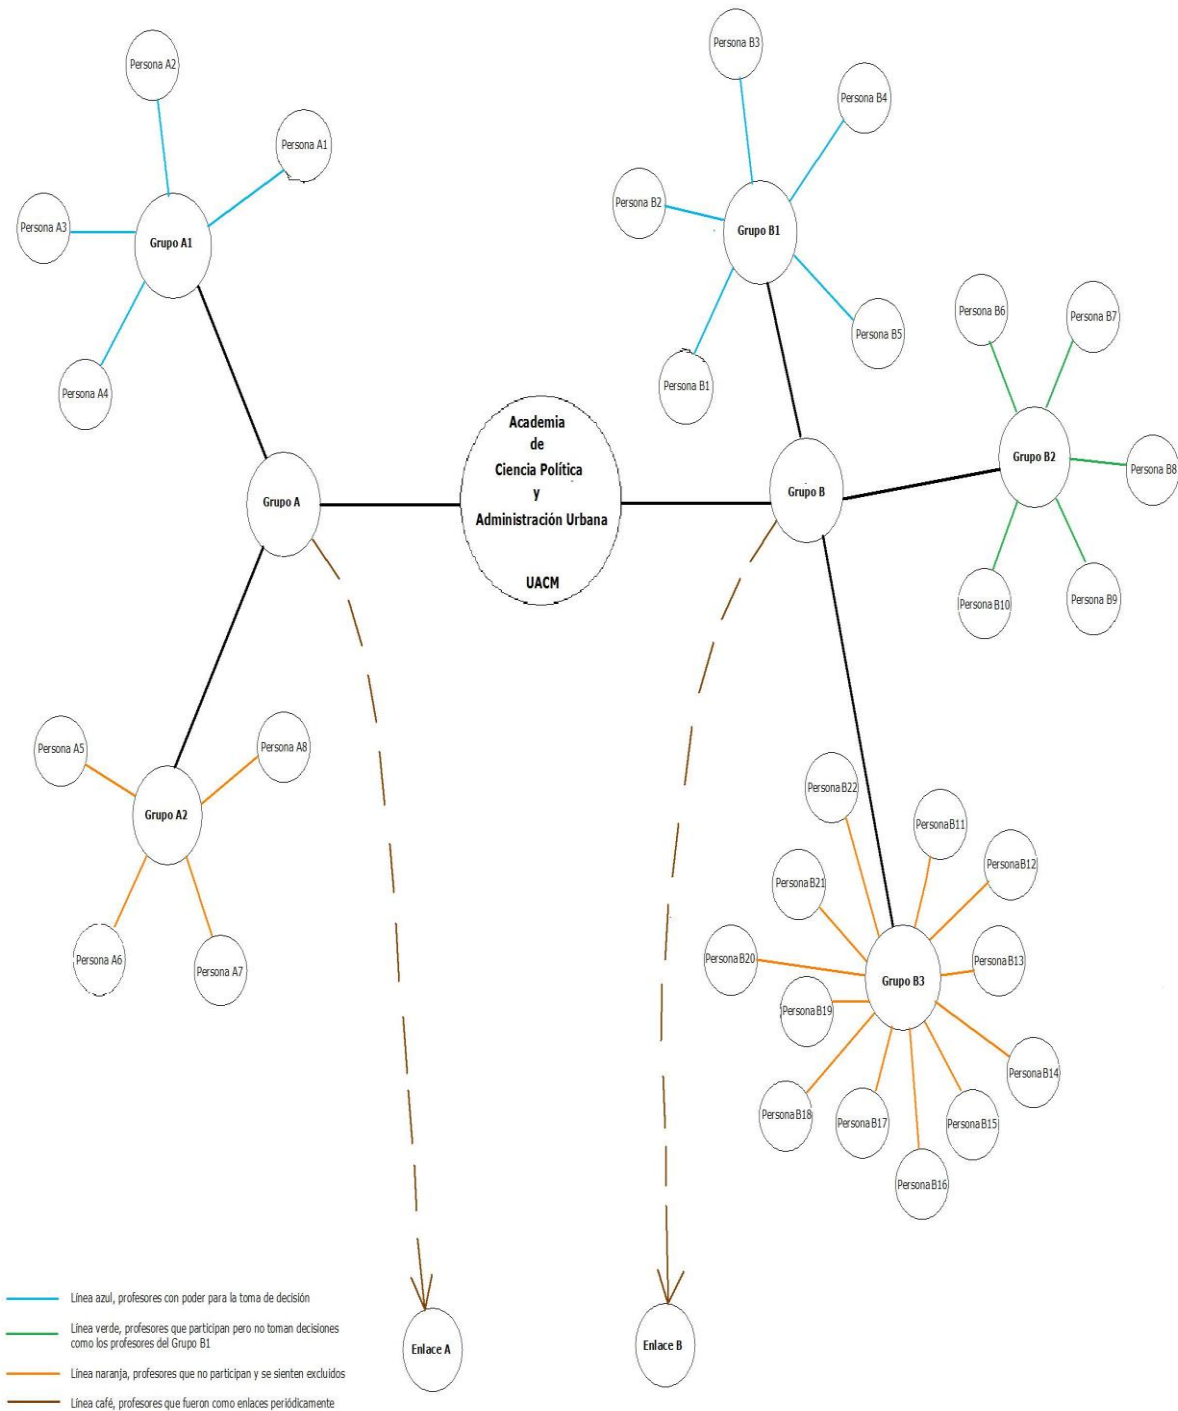 Persona A2
Persona A1
Persona A3
Grupo A1
Persona A4
Persona B3
Persona B4
Persona B2
Grupo B1
Persona B5
Persona B1
Persona B6
Persona B7
Grupo B2
Persona B8
Persona B10
Persona B9
Academia
de
Ciencia Política
y
Administración Urbana
UACM
Grupo A
Grupo B
Persona A5
Persona A8
Grupo A2
Persona A6
Persona A7
Persona B22
Persona B11
Persona B12
Persona B21
Persona B20
Persona B13
Grupo B3
Persona B19
Persona B14
Persona B18
Persona B17
Persona B15
Persona B16
Enlace A
Enlace B
Línea azul, profesores con poder para la toma de decisión
Línea verde, profesores que participan pero no toman decisiones
como los profesores del Grupo B1
Línea naranja, profesores que no participan y se sienten excluidos
Línea café, profesores que fueron como enlaces periódicamente